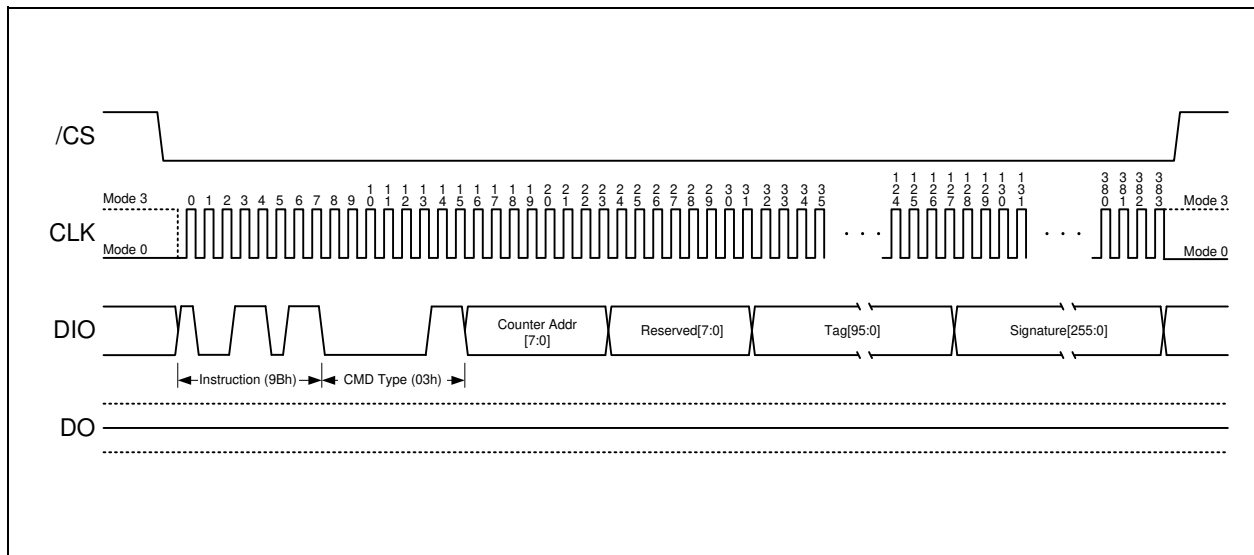 /CS
Mode 3
0 1 2 3 4 5 6 7 8 9 10 11 12 13 14 15 16 17 18 19 20 21 22 23 24 25 26 27 28 29 30 31 32 33 34 35 124 125 126 127 128 129 130 131 380 381 382 383
Mode 3
CLK
Mode 0
. . .
. . .
Mode 0
DIO
Counter Addr
[7:0]
Reserved[7:0]
Tag[95:0]
Signature[255:0]
Instruction (9Bh)
CMD Type (03h)
DO